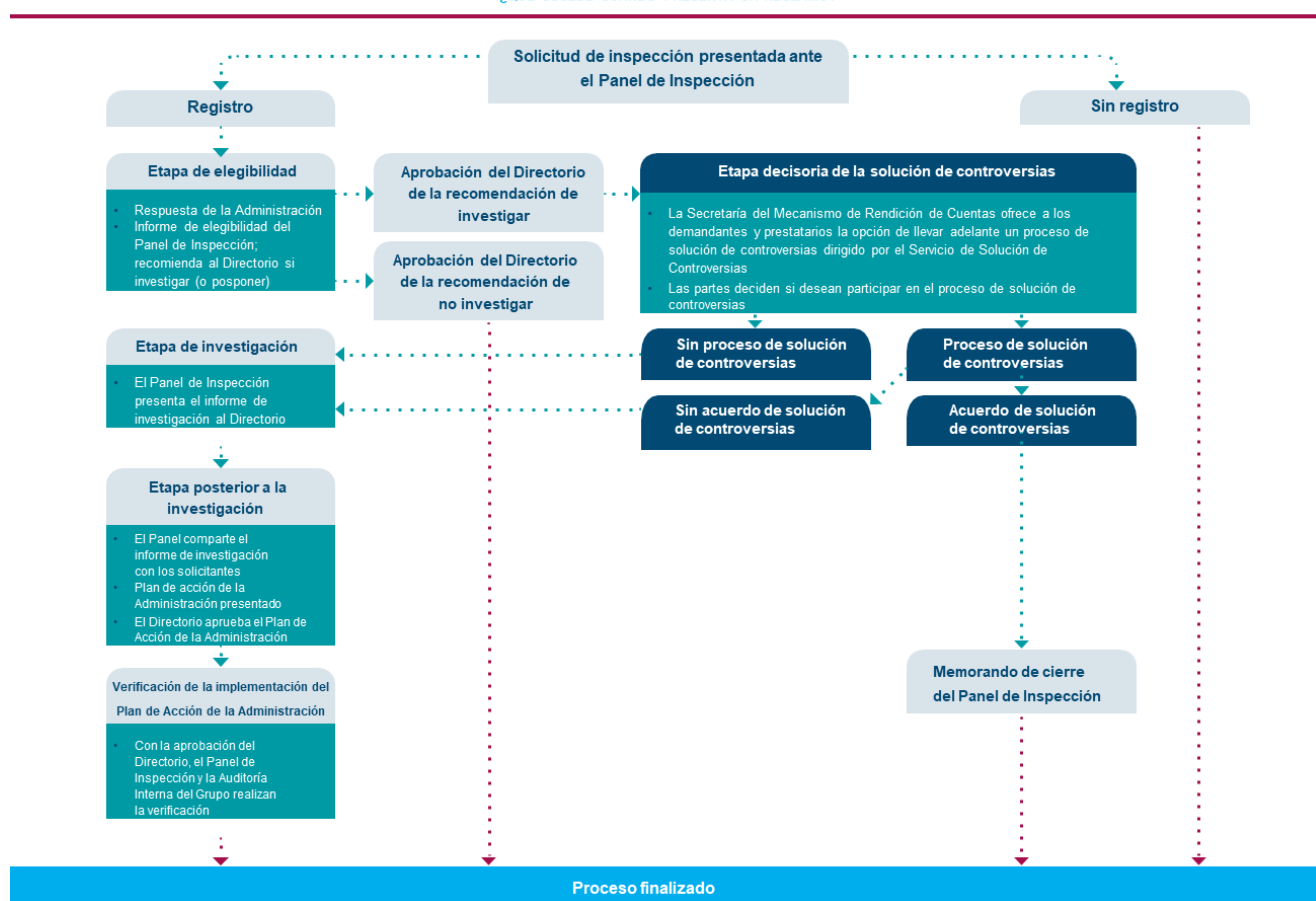 Solicitud de inspección presentada ante
el Panel de Inspección
Registro
Sin registro
Etapa de elegibilidad
• Respuesta de la Administración
• Informe de elegibilidad del
Panel de Inspección;
recomienda al Directorio si
investigar (o posponer)
Aprobación del Directorio
de la recomendación de
investigar
Aprobación del Directorio
de la recomendación de
no investigar
Etapa decisoria de la solución de controversias
• La Secretaría del Mecanismo de Rendición de Cuentas ofrece a los
demandantes y prestatarios la opción de llevar adelante un proceso de
solución de controversias dirigido por el Servicio de Solución de
Controversias
• Las partes deciden si desean participar en el proceso de solución de
controversias
Etapa de investigación
• El Panel de Inspección
presenta el informe de
investigación al Directorio
Sin proceso de solución
de controversias
Proceso de solución
de controversias
Sin acuerdo de solución
de controversias
Acuerdo de solución
de controversias
Etapa posterior a la
investigación
• El Panel comparte el
informe de investigación
con los solicitantes
• Plan de acción de la
Administración presentado
• El Directorio aprueba el Plan de
Acción de la Administración
Verificación de la implementación del
Plan de Acción de la Administración
• Con la aprobación del
Directorio, el Panel de
Inspección y la Auditoría
Interna del Grupo realizan
la verificación
Memorando de cierre
del Panel de Inspección
Proceso finalizado